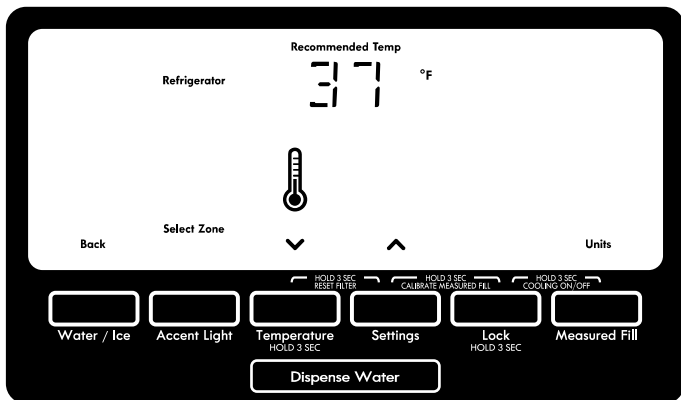 Recommended Temp
Refrigerator 37 °F
Select Zone
Back Units
HOLD 3 SEC HOLD 3 SEC HOLD 3 SEC
RESET FILTER CALIBRATE MEASURED FILL COOLING ON/OFF
Water / Ice Accent Light Temperature Settings Lock Measured Fill
HOLD 3 SEC HOLD 3 SEC
Dispense Water